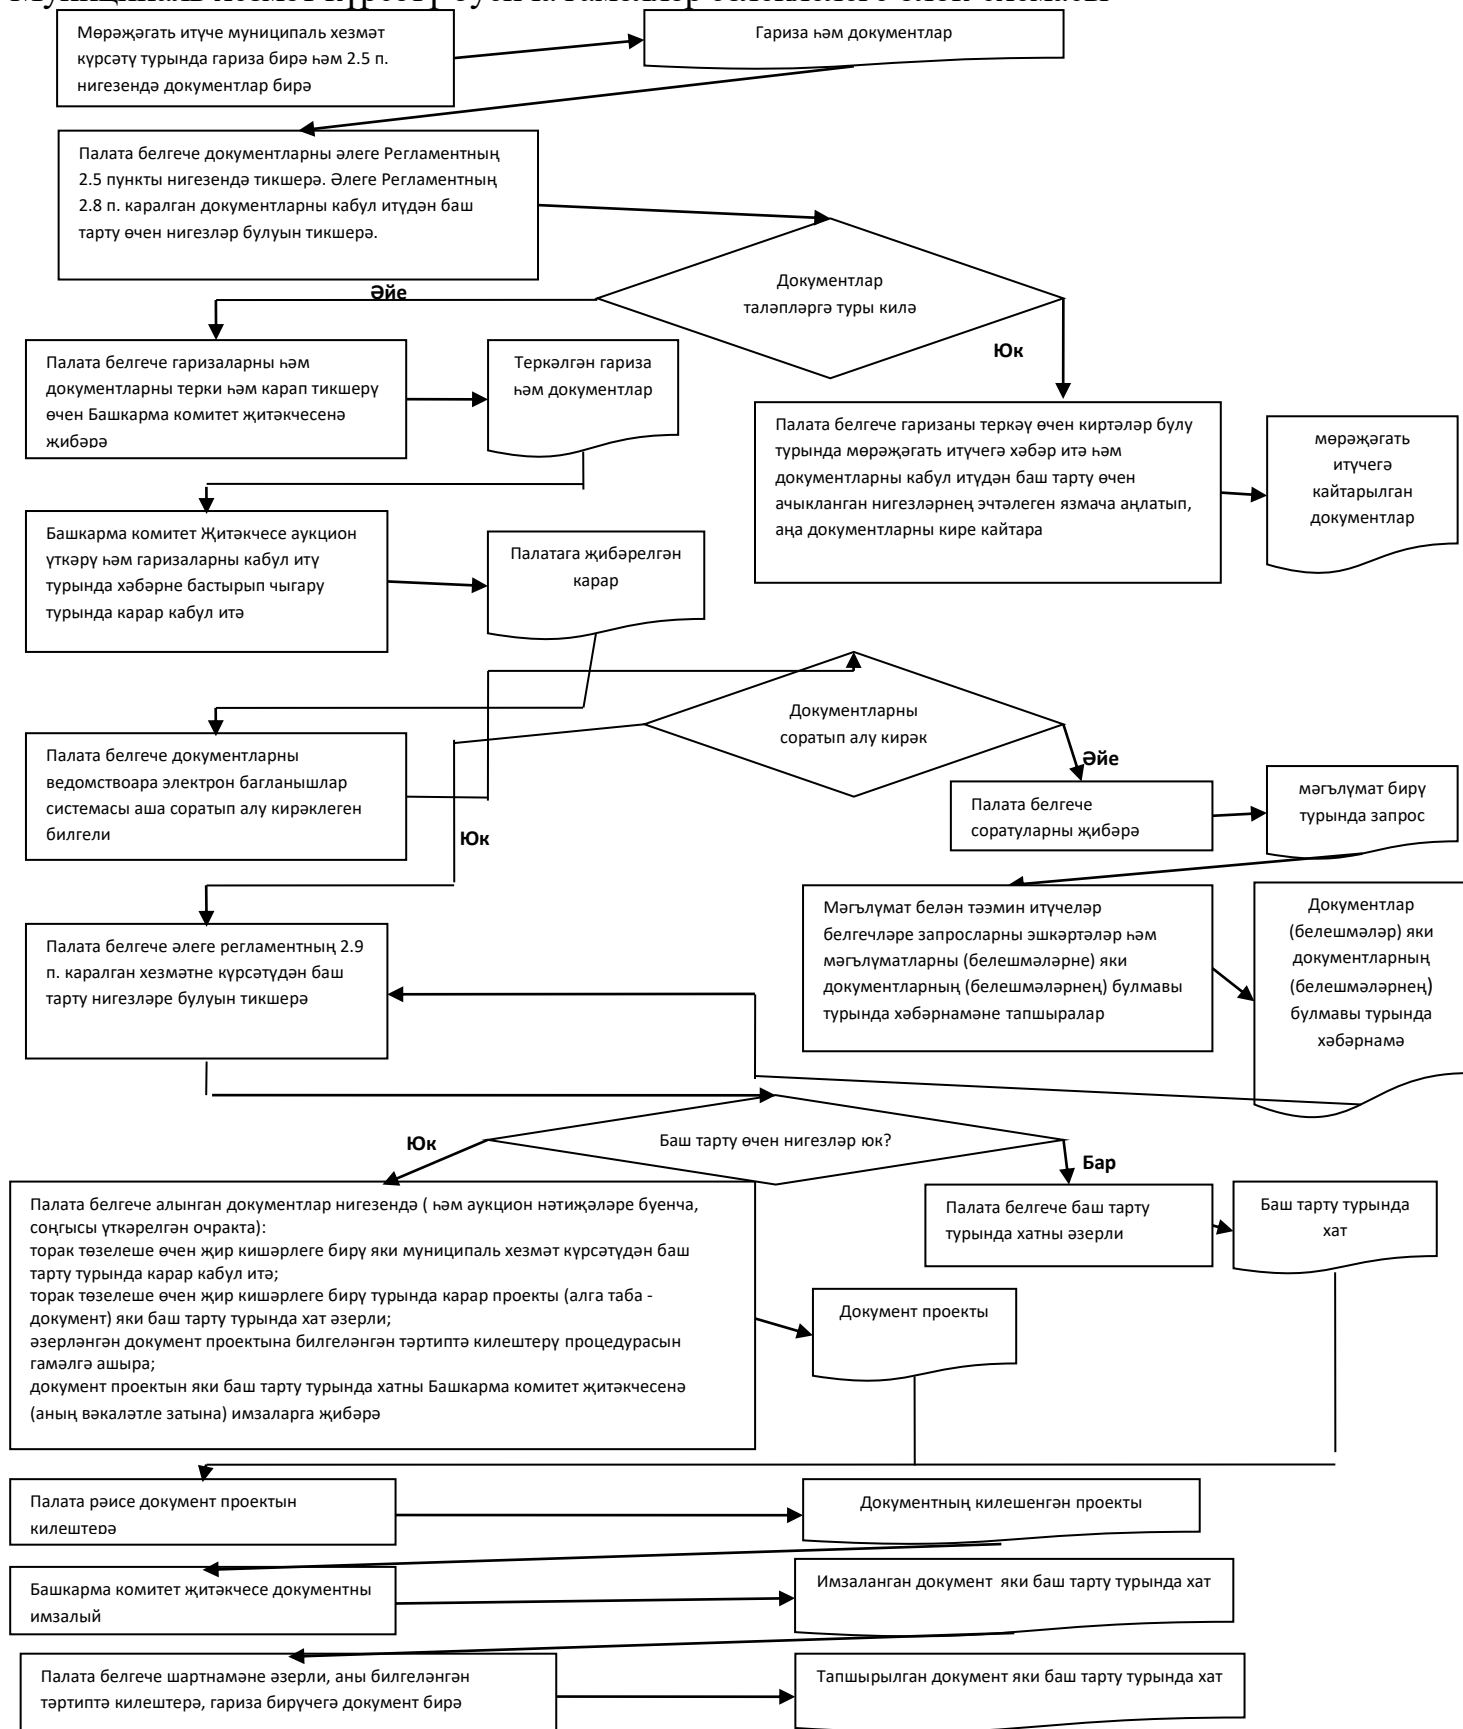 Муниципаль хезмәт күрсәтү буенча гамәлләр эзлеклелеге блок-схемасы
Мөрәҗәгать итүче муниципаль хезмәт
күрсәтү турында гариза бирә һәм 2.5 п.
нигезендә документлар бирә
Гариза һәм документлар
Палата белгече документларны әлеге Регламентның
2.5 пункты нигезендә тикшерә. Әлеге Регламентның
2.8 п. каралган документларны кабул итүдән баш
тарту өчен нигезләр булуын тикшерә.
Документлар
таләпләргә туры килә
Әйе
Юк
Палата белгече гаризаларны һәм
документларны терки һәм карап тикшерү
өчен Башкарма комитет җитәкчесенә
җибәрә
Теркәлгән гариза
һәм документлар
Палата белгече гаризаны теркәү өчен киртәләр булу
турында мөрәҗәгать итүчегә хәбәр итә һәм
документларны кабул итүдән баш тарту өчен
ачыкланган нигезләрнең эчтәлеген язмача аңлатып,
аңа документларны кире кайтара
мөрәҗәгать
итүчегә
кайтарылган
документлар
Башкарма комитет Җитәкчесе аукцион
үткәрү һәм гаризаларны кабул итү
турында хәбәрне бастырып чыгару
турында карар кабул итә
Палатага җибәрелгән
карар
Документларны
соратып алу кирәк
Палата белгече документларны
ведомствоара электрон багланышлар
системасы аша соратып алу кирәклеген
билгели
Әйе
Юк
Палата белгече
соратуларны җибәрә
мәгълүмат бирү
турында запрос
Палата белгече әлеге регламентның 2.9
п. каралган хезмәтне күрсәтүдән баш
тарту нигезләре булуын тикшерә
Мәгълүмат белән тәэмин итүчеләр
белгечләре запросларны эшкәртәләр һәм
мәгълүматларны (белешмәләрне) яки
документларның (белешмәләрнең) булмавы
турында хәбәрнамәне тапшыралар
Документлар
(белешмәләр) яки
документларның
(белешмәләрнең)
булмавы турында
хәбәрнамә
Баш тарту өчен нигезләр юк?
Юк
Бар
Палата белгече алынган документлар нигезендә ( һәм аукцион нәтиҗәләре буенча,
соңгысы үткәрелгән очракта):
торак төзелеше өчен җир кишәрлеге бирү яки муниципаль хезмәт күрсәтүдән баш
тарту турында карар кабул итә;
торак төзелеше өчен җир кишәрлеге бирү турында карар проекты (алга таба -
документ) яки баш тарту турында хат әзерли;
әзерләнгән документ проектына билгеләнгән тәртиптә килештерү процедурасын
гамәлгә ашыра;
документ проектын яки баш тарту турында хатны Башкарма комитет җитәкчесенә
(аның вәкаләтле затына) имзаларга җибәрә
Палата белгече баш тарту
турында хатны әзерли
Баш тарту турында
хат
Документ проекты
Палата рәисе документ проектын
килештерә
Документның килешенгән проекты
Башкарма комитет җитәкчесе документны
имзалый
Имзаланган документ яки баш тарту турында хат
Палата белгече шартнамәне әзерли, аны билгеләнгән
тәртиптә килештерә, гариза бирүчегә документ бирә
Тапшырылган документ яки баш тарту турында хат